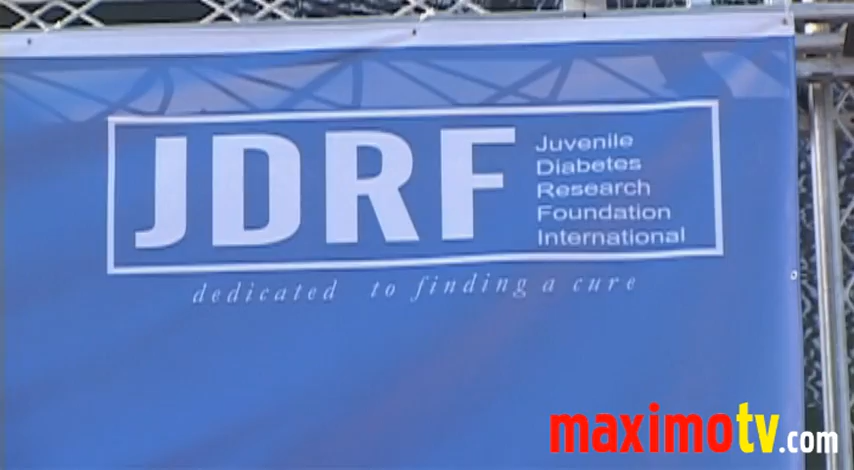 JDRF
Juvenile
Diabetes
Research
Foundation
International
dedicated to finding a cure
maximotv.com